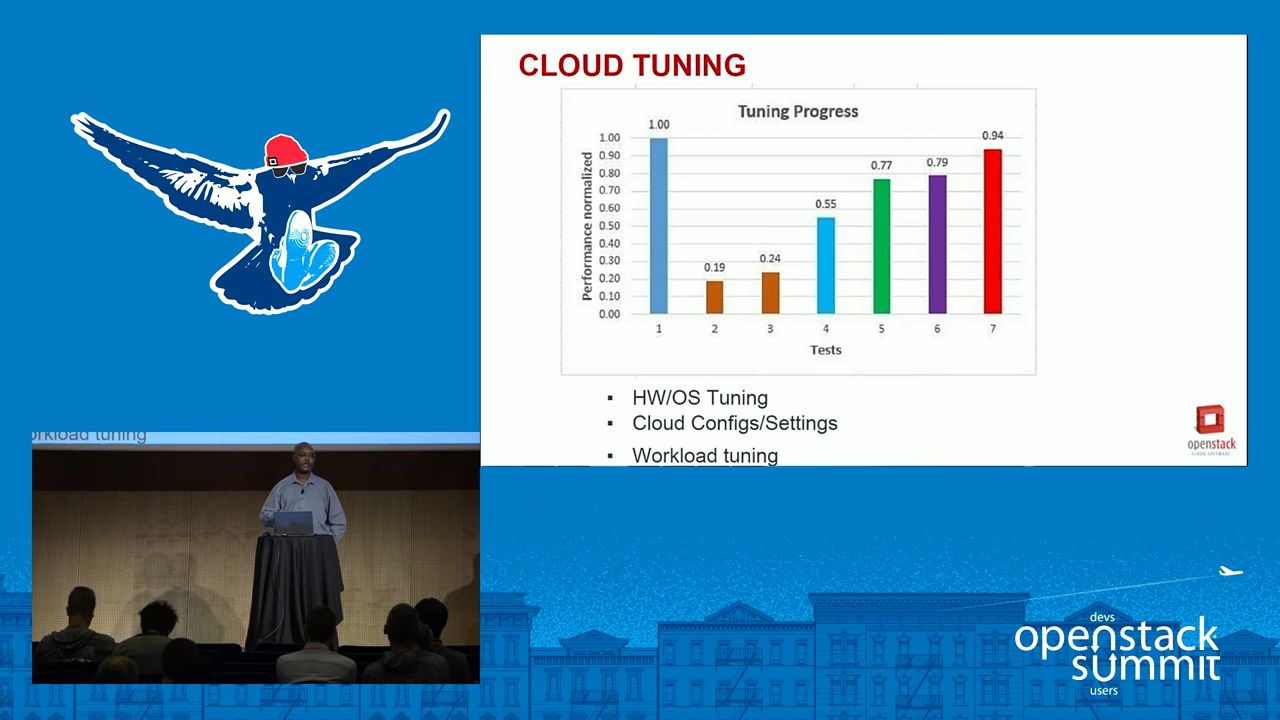 CLOUD TUNING
Tuning Progress
Performance normalized
1.00
0.90
0.80
0.70
0.60
0.50
0.40
0.30
0.20
0.10
0.00
1.00
0.19
0.24
0.55
0.77
0.79
0.94
1 2 3 4 5 6 7
Tests
▪ HW/OS Tuning
▪ Cloud Configs/Settings
▪ Workload tuning
openstack
CLOUD SOFTWARE
orkload tuning
devs
openstack
summit
users